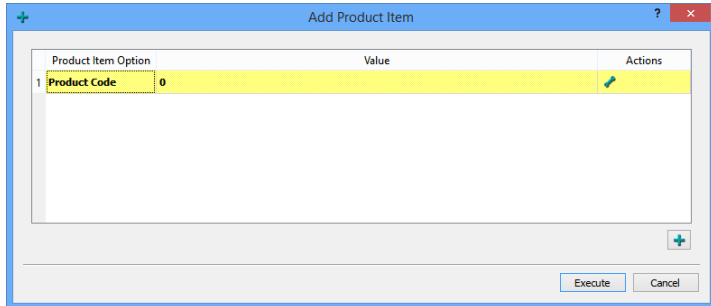 Add Product Item
?
Product Item Option Value Actions
1 Product Code 0
Execute Cancel